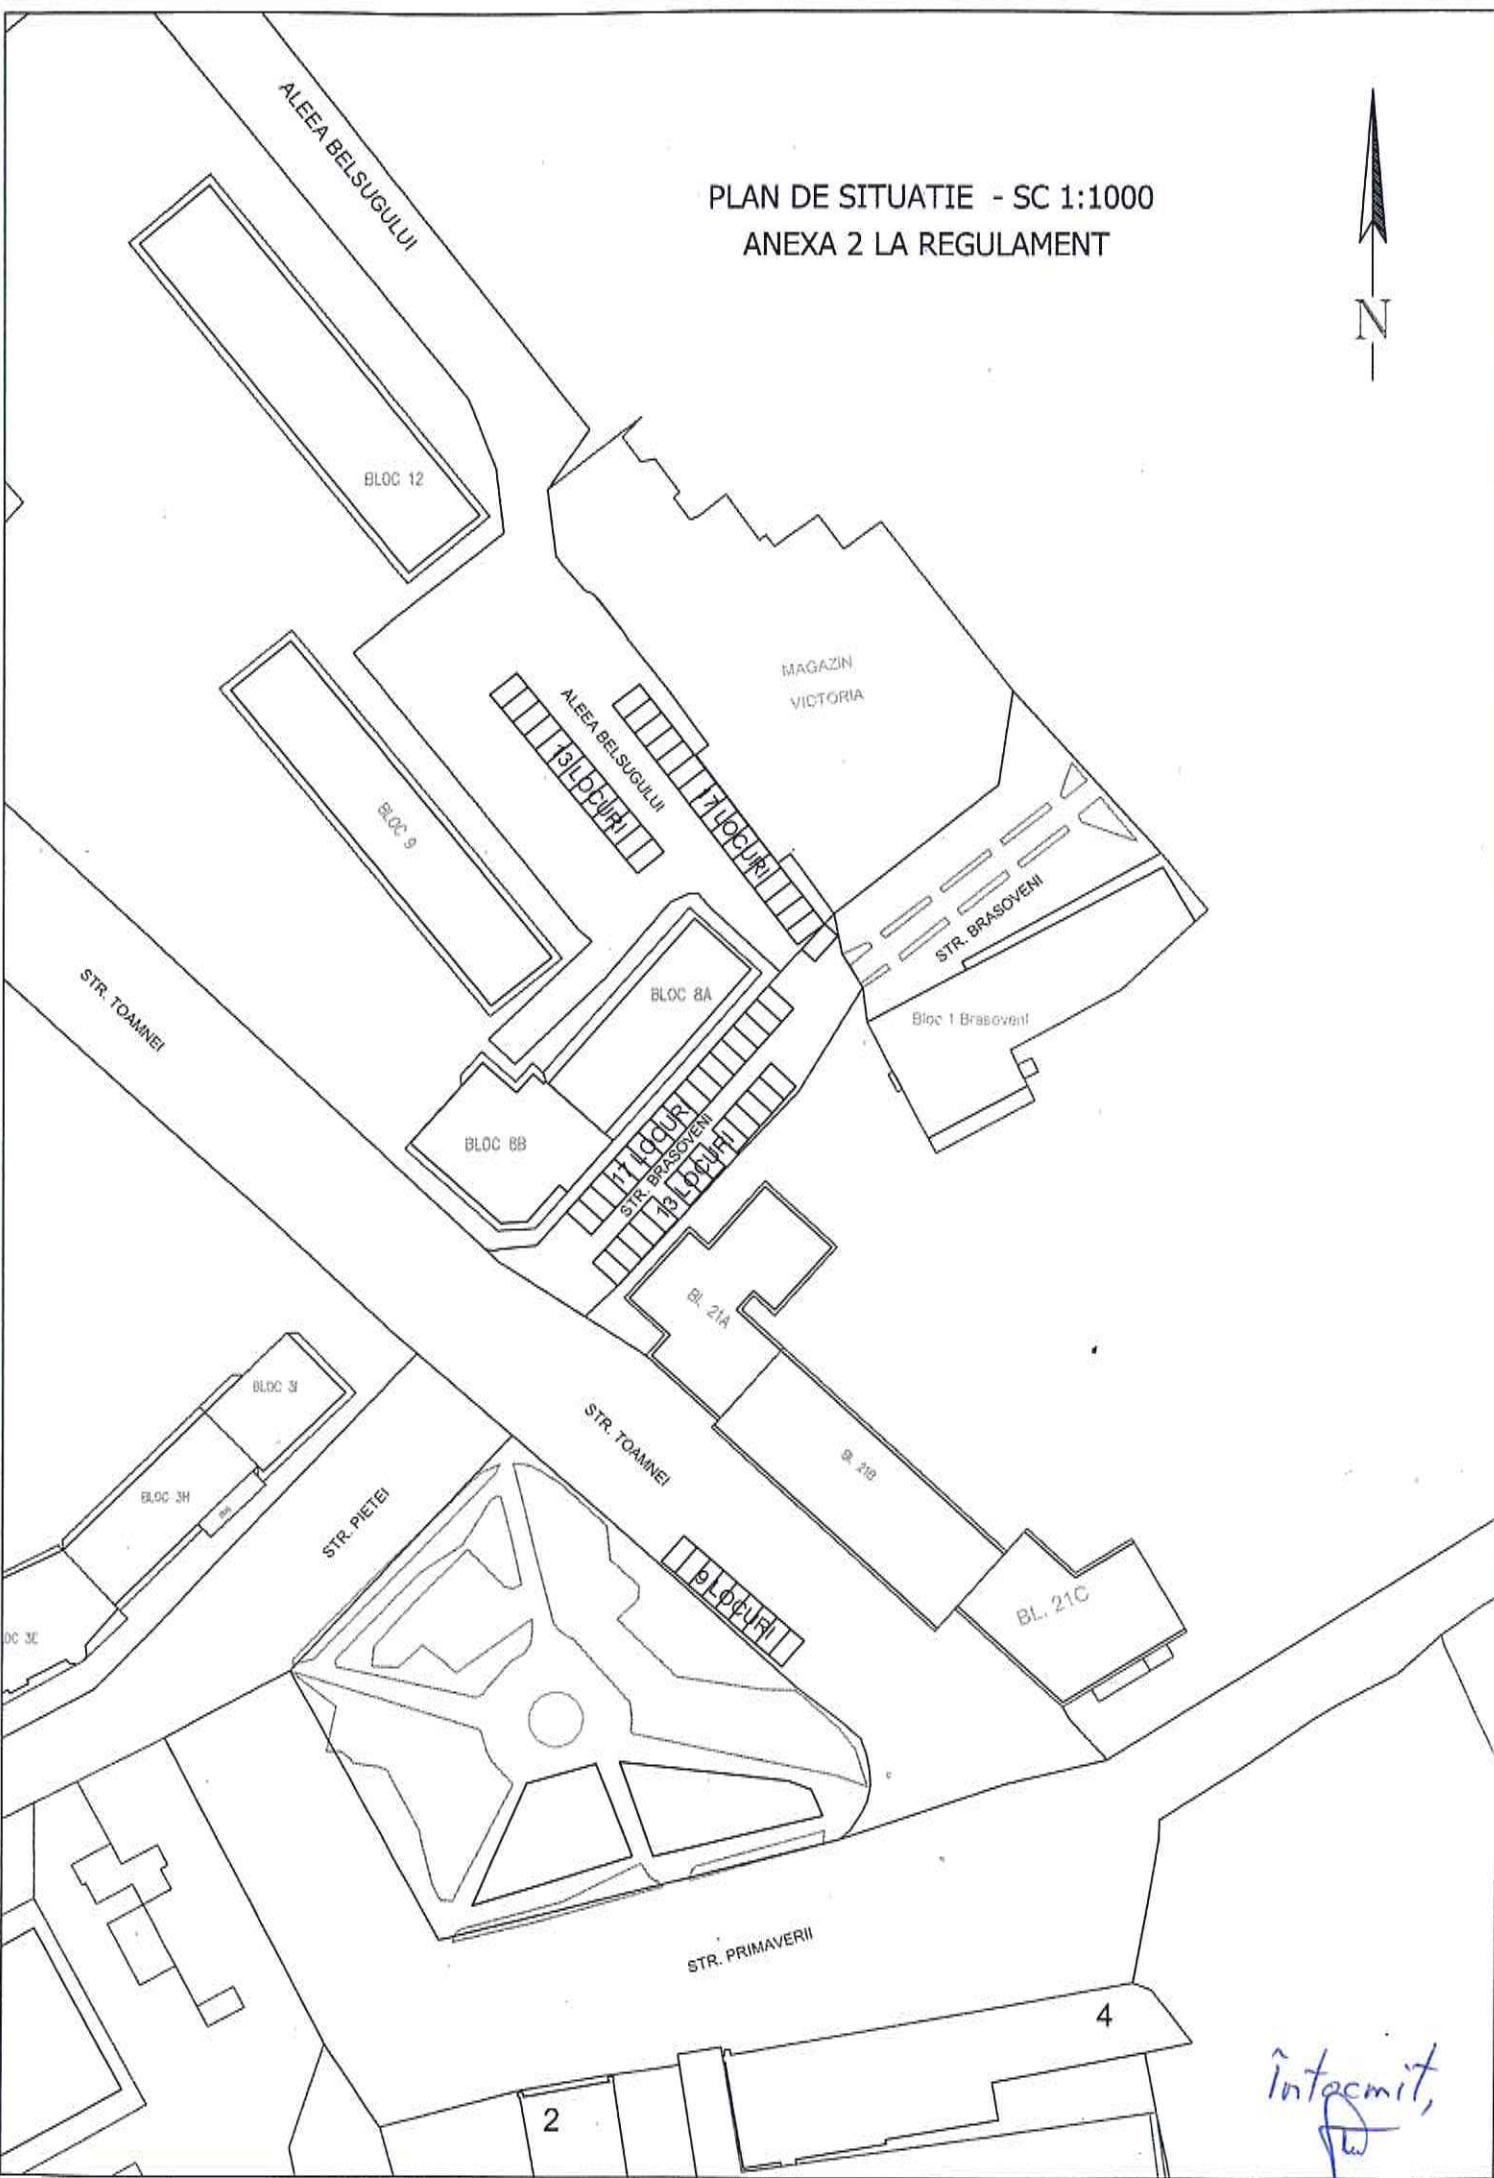 ALEEA BELSUGULUI
PLAN DE SITUATIE - SC 1:1000
ANEXA 2 LA REGULAMENT
N
BLOC 12
MAGAZIN
VICTORIA
ALEEA BELSUGULUI
13 LOCURI
17 LOCURI
BLOC 9
STR. BRASOVENI
STR. TOAMNEI
BLOC 8A
Bloc 1 Brasoveni
BLOC 8B
17 LOCURI
STR. BRASOVENI
13 LOCURI
BL. 21A
BLOC 3I
STR. TOAMNEI
BL. 21B
BLOC 3H
STR. PIETEI
9 LOCURI
BL. 21C
OC 3E
STR. PRIMAVERII
4
2
Întocmit,